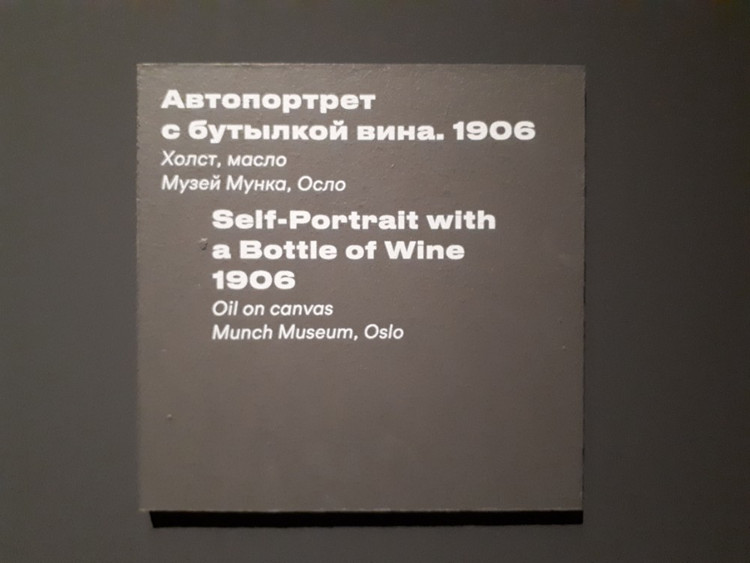 Автопортрет
с бутылкой вина. 1906
Холст, масло
Музей Мунка, Осло
Self-Portrait with
a Bottle of Wine
1906
Oil on canvas
Munch Museum, Oslo